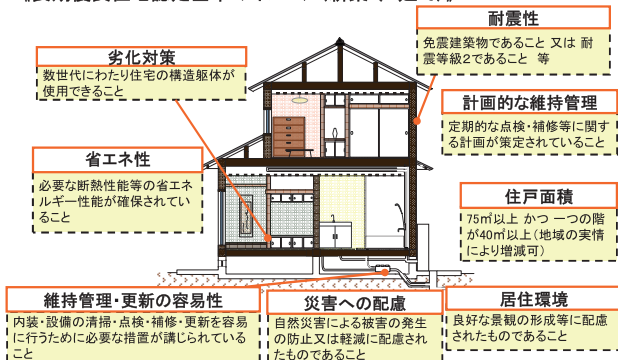 耐震性
免震建築物であること 又は 耐
震等級2であること 等
劣化対策
数世代にわたり住宅の構造躯体が
使用できること
計画的な維持管理
定期的な点検・補修等に関す
る計画が策定されていること
省エネ性
必要な断熱性能等の省エネ
ルギー性能が確保されてい
ること
住戸面積
75㎡以上 かつ 一つの階
が40㎡以上(地域の実情
により増減可)
維持管理・更新の容易性
内装・設備の清掃・点検・補修・更新を容易
に行うために必要な措置が講じられている
こと
災害への配慮
自然災害による被害の発生
の防止又は軽減に配慮され
たものであること
居住環境
良好な景観の形成等に配慮
されたものであること